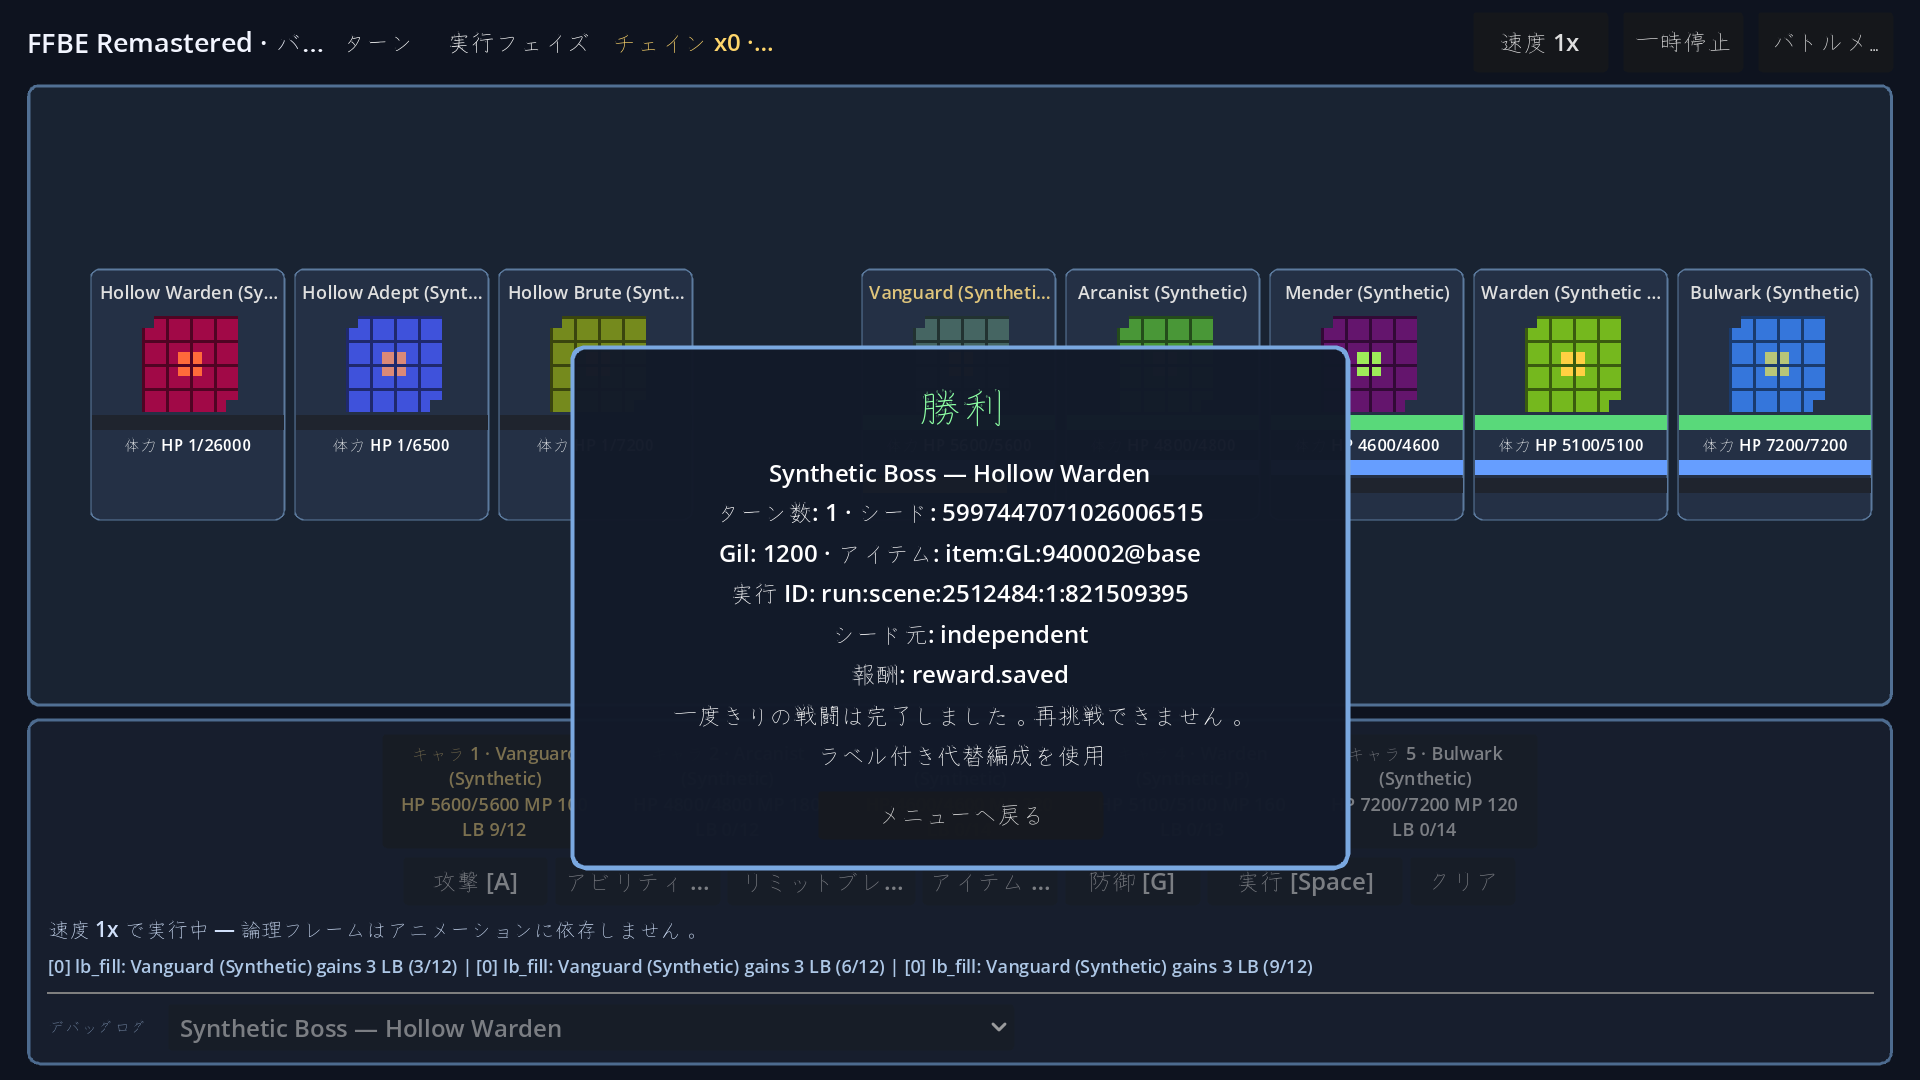 FFBE Remastered · バ... ターン 実行フェイズ チェイン x0 ·...
速度 1x 一時停止 バトルメ…
Hollow Warden (Sy... Hollow Adept (Synt... Hollow Brute (Synt... Vanguard (Syntheti... Arcanist (Synthetic) Mender (Synthetic) Warden (Synthetic ... Bulwark (Synthetic)
体力 HP 1/26000 体力 HP 1/6500 体力 HP 1/7200 HP 5600/5600 HP 4800/4800 HP 4600/4600 体力 HP 5100/5100 体力 HP 7200/7200
勝利
Synthetic Boss — Hollow Warden
ターン数: 1 · シード: 5997447071026006515
Gil: 1200 · アイテム: item:GL:940002@base
実行 ID: run:scene:2512484:1:821509395
シード元: independent
報酬: reward.saved
一度きりの戦闘は完了しました。再挑戦できません。
ラベル付き代替編成を使用
メニューへ戻る
キャラ 1 · Vanguard
(Synthetic)
HP 5600/5600 MP
LB 9/12
キャラ 5 · Bulwark
(Synthetic)
HP 7200/7200 MP 120
LB 0/14
攻撃 [A] アビリティ ... リミットブレ... アイテム ... 防御 [G] 実行 [Space] クリア
速度 1x で実行中 — 論理フレームはアニメーションに依存しません。
[0] lb_fill: Vanguard (Synthetic) gains 3 LB (3/12) | [0] lb_fill: Vanguard (Synthetic) gains 3 LB (6/12) | [0] lb_fill: Vanguard (Synthetic) gains 3 LB (9/12)
デバッグログ Synthetic Boss — Hollow Warden